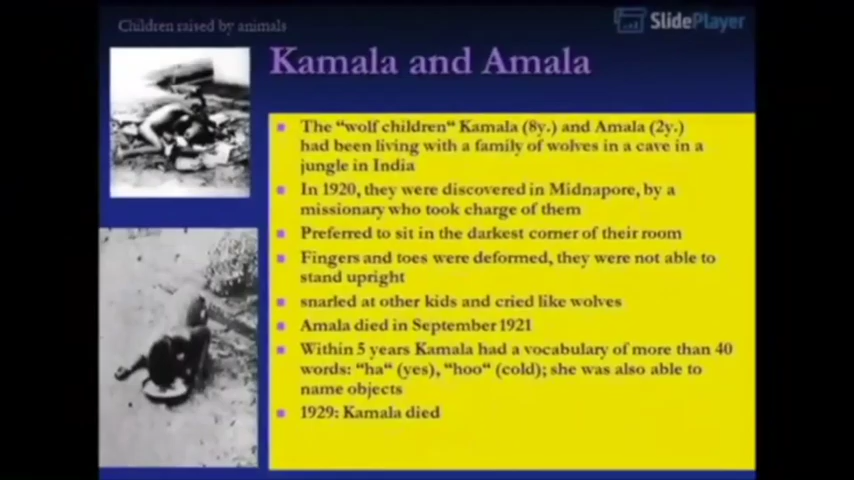 Children raised by animals
SlidePlayer
Kamala and Amala
The "wolf children" Kamala (8y.) and Amala (2y.)
had been living with a family of wolves in a cave in a
jungle in India
In 1920, they were discovered in Midnapore, by a
missionary who took charge of them
Preferred to sit in the darkest corner of their room
Fingers and toes were deformed, they were not able to
stand upright
snarled at other kids and cried like wolves
Amala died in September 1921
Within 5 years Kamala had a vocabulary of more than 40
words: "ha" (yes), "hoo" (cold); she was also able to
name objects
1929: Kamala died